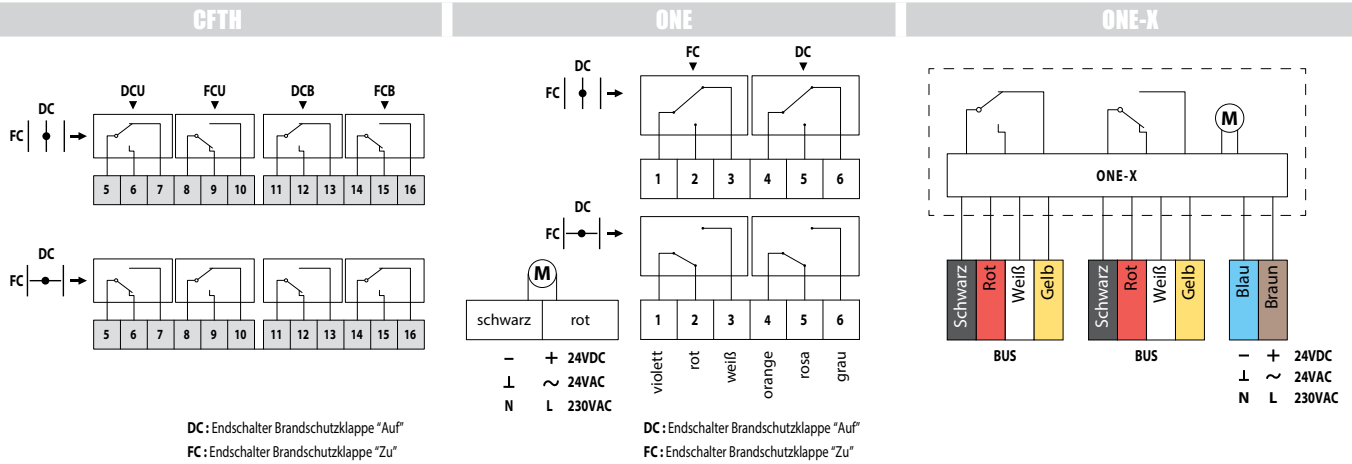 CFTH
DC
FC
DCU FCU DCB FCB
5 6 7 8 9 10 11 12 13 14 15 16
DC
FC
5 6 7 8 9 10 11 12 13 14 15 16
DC : Endschalter Brandschutzklappe “Auf”
FC : Endschalter Brandschutzklappe “Zu”
ONE
DC
FC
FC DC
1 2 3 4 5 6
DC
FC
M
schwarz rot
– + 24VDC
⊥ ~ 24VAC
N L 230VAC
1 2 3 4 5 6
violett rot weiß orange rosa grau
DC : Endschalter Brandschutzklappe “Auf”
FC : Endschalter Brandschutzklappe “Zu”
ONE-X
M
ONE-X
Schwarz Rot Weiß Gelb
BUS
Schwarz Rot Weiß Gelb
BUS
Blau Braun
– + 24VDC
⊥ ~ 24VAC
N L 230VAC